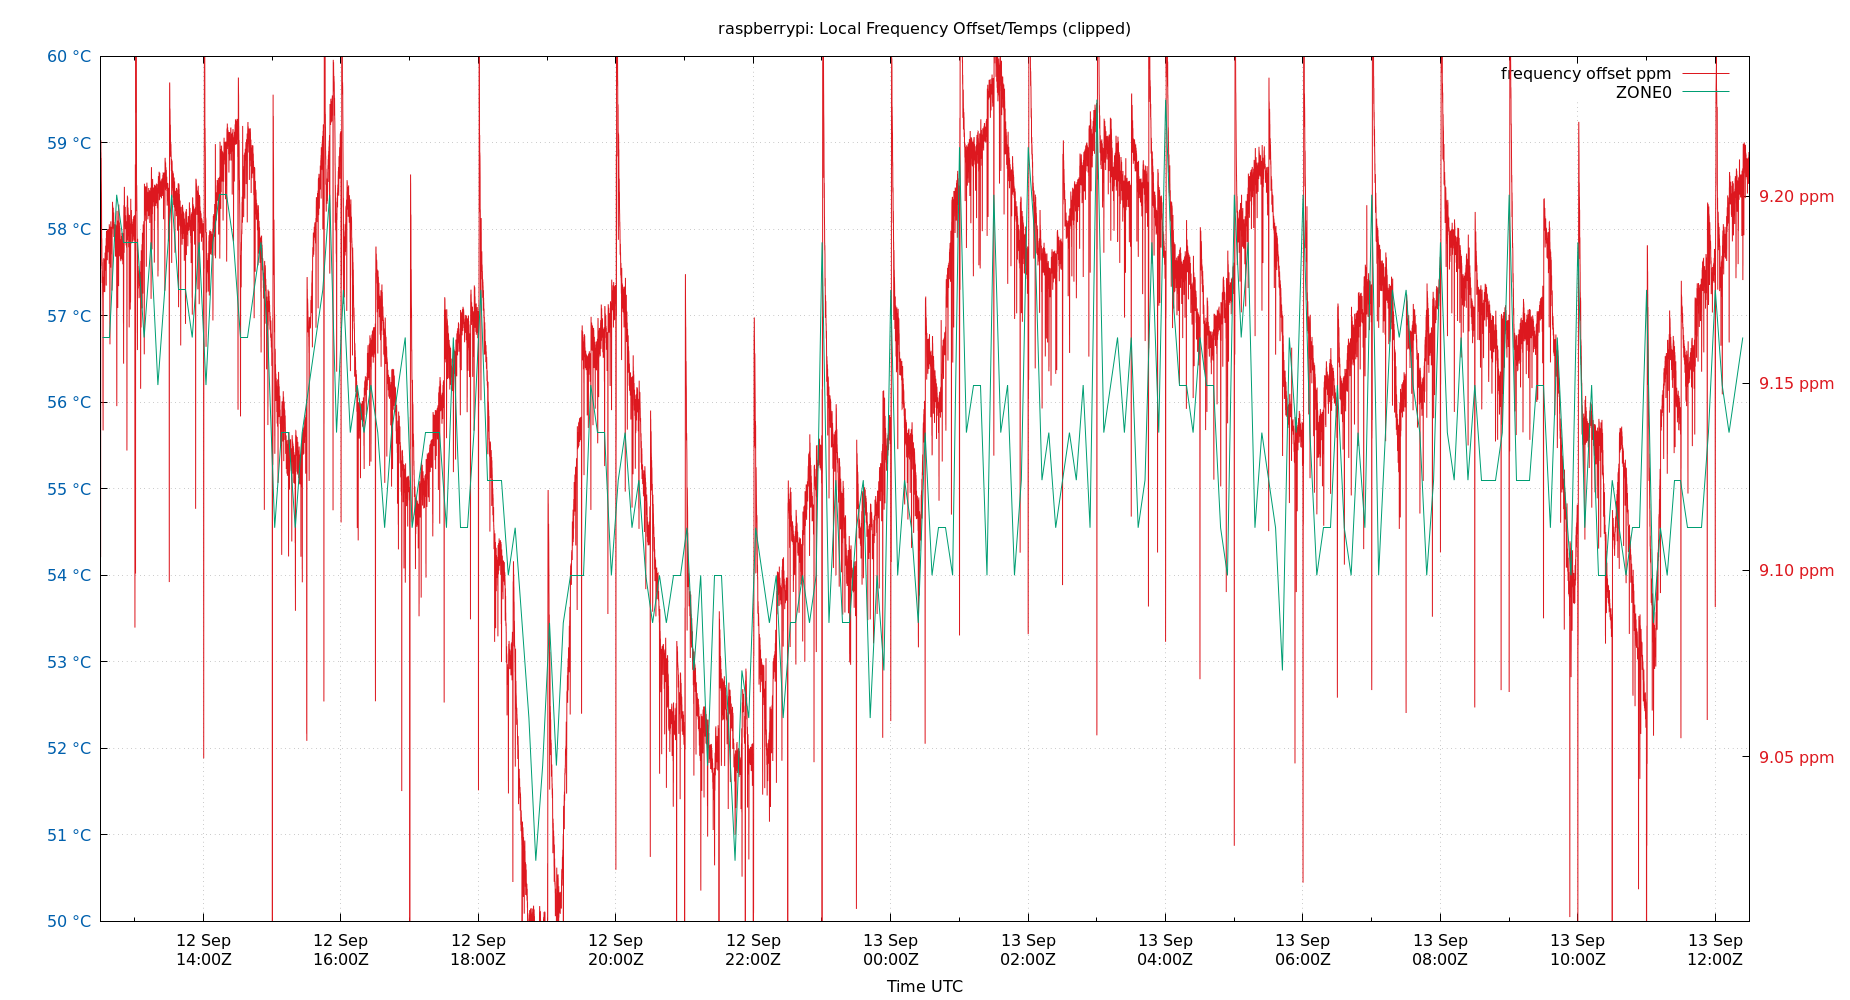 raspberrypi: Local Frequency Offset/Temps (clipped)
60 °C
59 °C
58 °C
57 °C
56 °C
55 °C
54 °C
53 °C
52 °C
51 °C
50 °C
frequency offset ppm
ZONE0
9.20 ppm
9.15 ppm
9.10 ppm
9.05 ppm
12 Sep 12 Sep 12 Sep 12 Sep 12 Sep 13 Sep 13 Sep 13 Sep 13 Sep 13 Sep 13 Sep 13 Sep
14:00Z 16:00Z 18:00Z 20:00Z 22:00Z 00:00Z 02:00Z 04:00Z 06:00Z 08:00Z 10:00Z 12:00Z
Time UTC